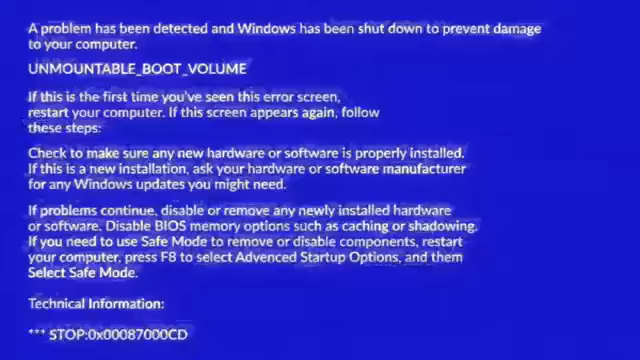 A problem has been detected and Windows has been shut down to prevent damage
to your computer.
UNMOUNTABLE_BOOT_VOLUME
If this is the first time you've seen this error screen,
restart your computer. If this screen appears again, follow
these steps:
Check to make sure any new hardware or software is properly installed.
If this is a new installation, ask your hardware or software manufacturer
for any Windows updates you might need.
If problems continue, disable or remove any newly installed hardware
or software. Disable BIOS memory options such as caching or shadowing.
If you need to use Safe Mode to remove or disable components, restart
your computer, press F8 to select Advanced Startup Options, and them
Select Safe Mode.
Technical Information:
*** STOP:0x00087000CD